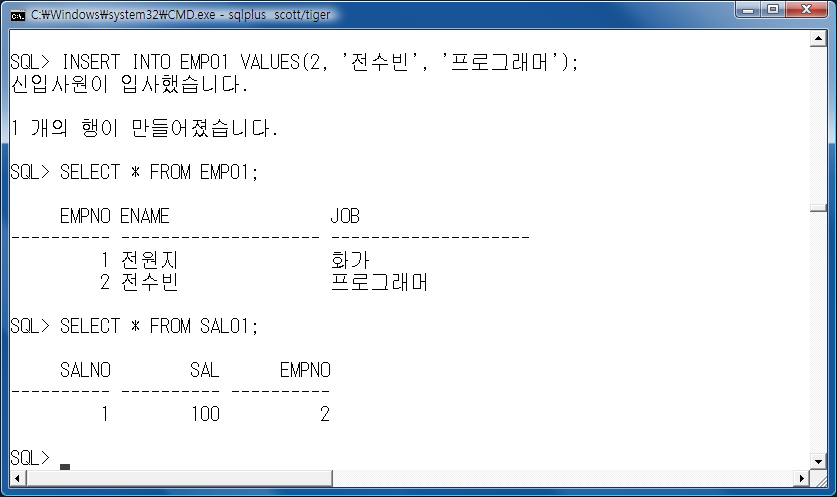 C:\Windows\system32\CMD.exe - sqlplus  scott/tiger
SQL> INSERT INTO EMP01 VALUES(2, '전수빈', '프로그래머');
신입사원이 입사했습니다.
1 개의 행이 만들어졌습니다.
SQL> SELECT * FROM EMP01;
     EMPNO ENAME                JOB
---------- -------------------- --------------------
         1 전원지               화가
         2 전수빈               프로그래머
SQL> SELECT * FROM SAL01;
     SALNO        SAL      EMPNO
---------- ---------- ----------
         1        100          2
SQL>